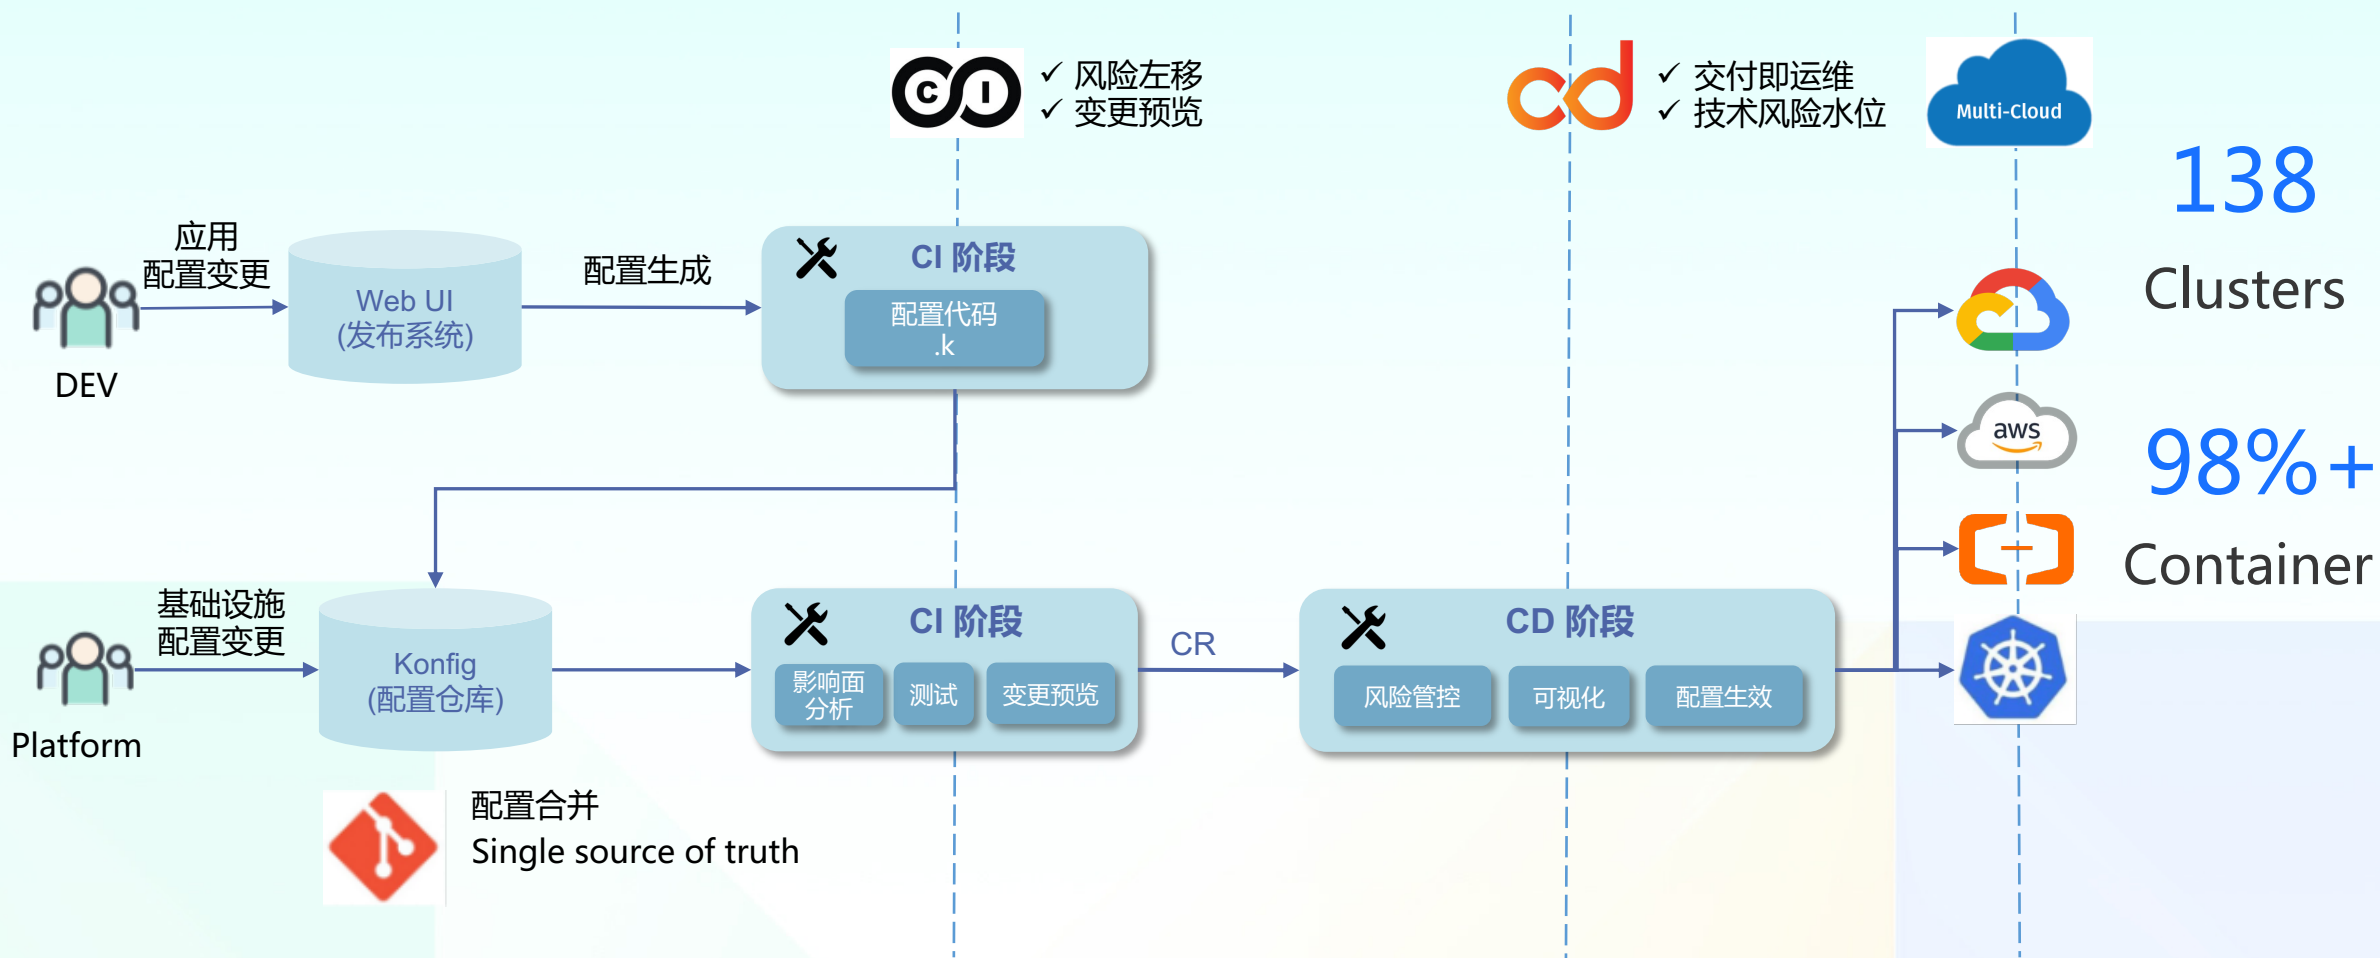 CI
风险左移
变更预览
cd
交付即运维
技术风险水位
Multi-Cloud
138
Clusters
应用
配置变更
DEV
Web UI
(发布系统)
配置生成
CI 阶段
配置代码
.k
aws
98%+
Container
基础设施
配置变更
Platform
Konfig
(配置仓库)
CI 阶段
影响面
分析
测试
变更预览
CR
CD 阶段
风险管控
可视化
配置生效
配置合并
Single source of truth